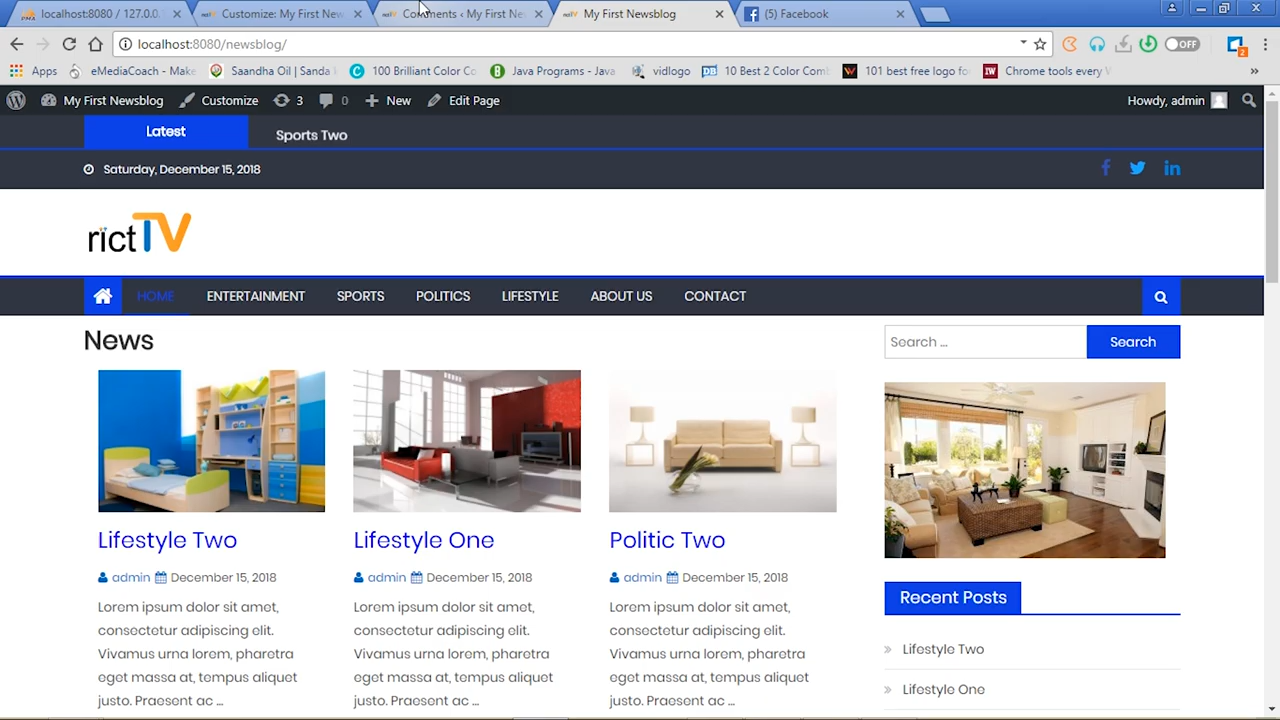 localhost:8080 / 127.0.0.
Customize: My First New
Comments ‹ My First Ne
My First Newsblog
(5) Facebook
localhost:8080/newsblog/
OFF
2
Apps
eMediaCoach - Make
Saandha Oil | Sanda
100 Brilliant Color Co
Java Programs - Java
vidlogo
10 Best 2 Color Comb
101 best free logo fo
Chrome tools every W
»
My First Newsblog
Customize
3
0
New
Edit Page
Howdy, admin
Latest
Sports Two
Saturday, December 15, 2018
rictTV
HOME
ENTERTAINMENT
SPORTS
POLITICS
LIFESTYLE
ABOUT US
CONTACT
News
Search ...
Search
Lifestyle Two
Lifestyle One
Politic Two
admin December 15, 2018
admin December 15, 2018
admin December 15, 2018
Lorem ipsum dolor sit amet,
consectetur adipiscing elit.
Vivamus urna lorem, pharetra
eget massa at, tempus aliquet
justo. Praesent ac ...
Lorem ipsum dolor sit amet,
consectetur adipiscing elit.
Vivamus urna lorem, pharetra
eget massa at, tempus aliquet
justo. Praesent ac ...
Lorem ipsum dolor sit amet,
consectetur adipiscing elit.
Vivamus urna lorem, pharetra
eget massa at, tempus aliquet
justo. Praesent ac ...
Recent Posts
Lifestyle Two
Lifestyle One